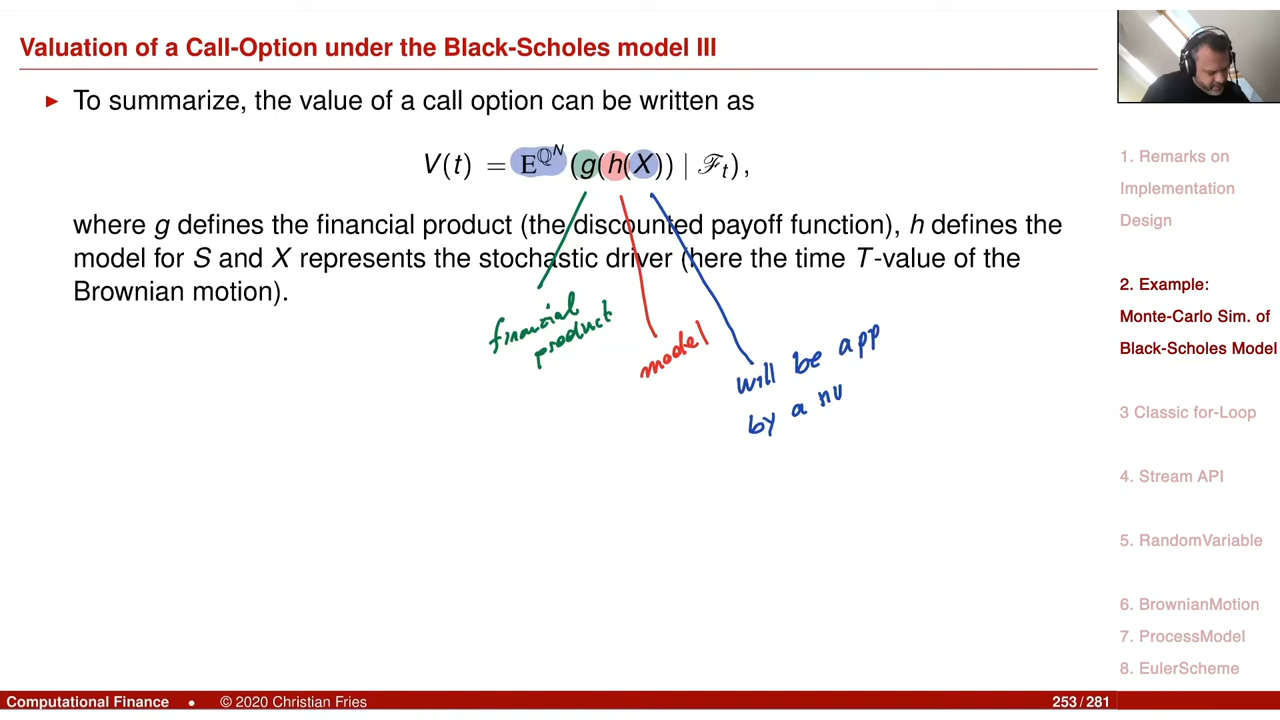 Valuation of a Call-Option under the Black-Scholes model III
► To summarize, the value of a call option can be written as
V(t) = E^{ℚ^N} (g(h(X)) | ℱ_t),
where g defines the financial product (the discounted payoff function), h defines the
model for S and X represents the stochastic driver (here the time T-value of the
Brownian motion).
financial
product
model
will be app
by a nu
1. Remarks on
Implementation
Design
2. Example:
Monte-Carlo Sim. of
Black-Scholes Model
3 Classic for-Loop
4. Stream API
5. RandomVariable
6. BrownianMotion
7. ProcessModel
8. EulerScheme
Computational Finance • © 2020 Christian Fries 253 / 281